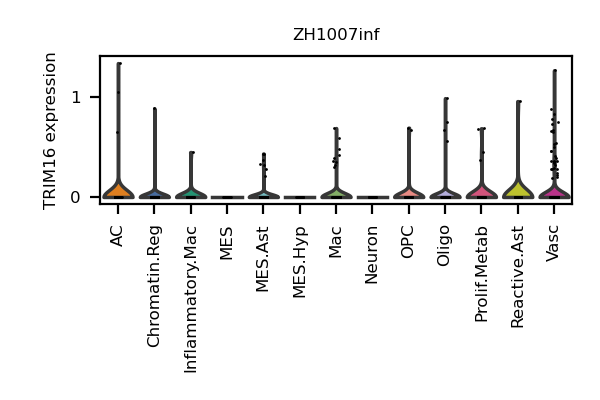 ZH1007inf
TRIM16 expression
1
0
AC
Chromatin.Reg
Inflammatory.Mac
MES
MES.Ast
MES.Hyp
Mac
Neuron
OPC
Oligo
Prolif.Metab
Reactive.Ast
Vasc